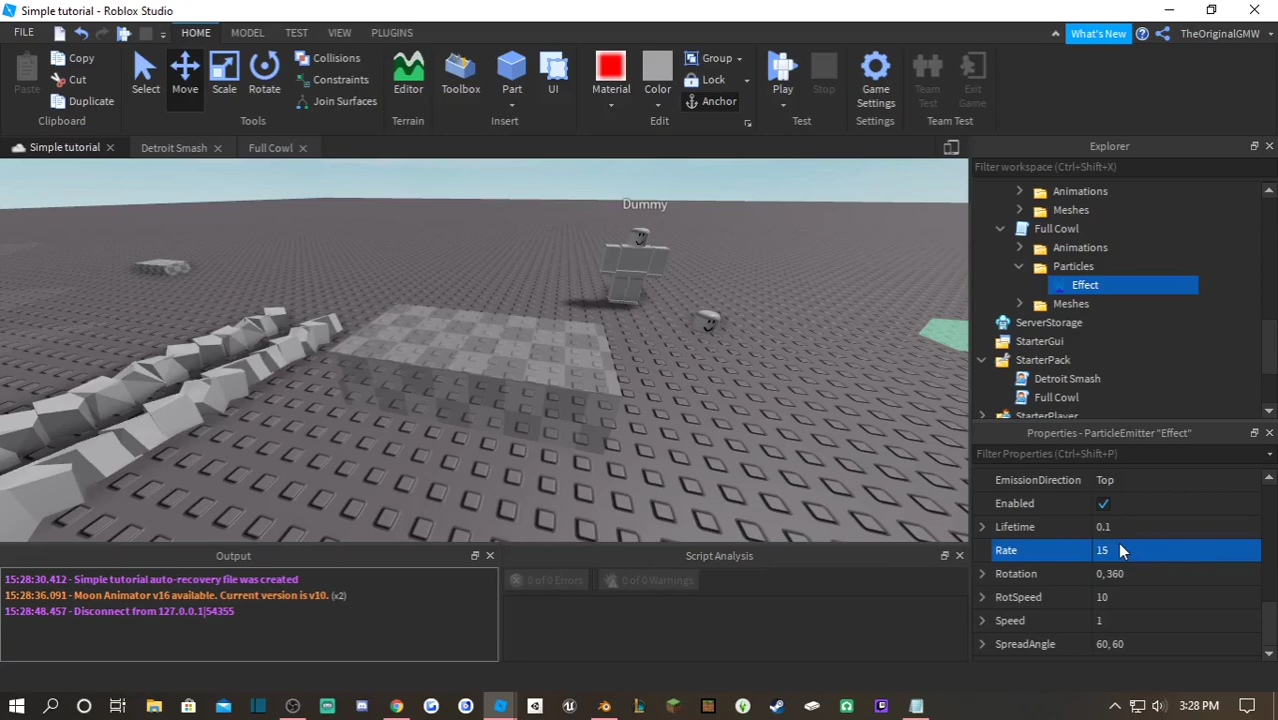 Simple tutorial - Roblox Studio
FILE HOME MODEL TEST VIEW PLUGINS What's New TheOriginalGMW
Paste Copy Cut Duplicate Select Move Scale Rotate Collisions Constraints Join Surfaces Editor Toolbox Part UI Material Color Group Lock Anchor Play Stop Game Settings Team Test Exit Game
Clipboard Tools Terrain Insert Edit Test Settings Team Test
Simple tutorial Detroit Smash Full Cowl
Dummy
Explorer
Filter workspace (Ctrl+Shift+X)
Animations
Meshes
Full Cowl
Animations
Particles
Effect
Meshes
ServerStorage
StarterGui
StarterPack
Detroit Smash
Full Cowl
StarterPlayer
Properties - ParticleEmitter "Effect"
Filter Properties (Ctrl+Shift+P)
EmissionDirection Top
Enabled
Lifetime 0.1
Rate 15
Rotation 0, 360
RotSpeed 10
Speed 1
SpreadAngle 60, 60
Output
15:28:30.412 - Simple tutorial auto-recovery file was created
15:28:36.091 - Moon Animator v16 available. Current version is v10. (x2)
15:28:48.457 - Disconnect from 127.0.0.1|54355
Script Analysis
0 of 0 Errors 0 of 0 Warnings
3:28 PM